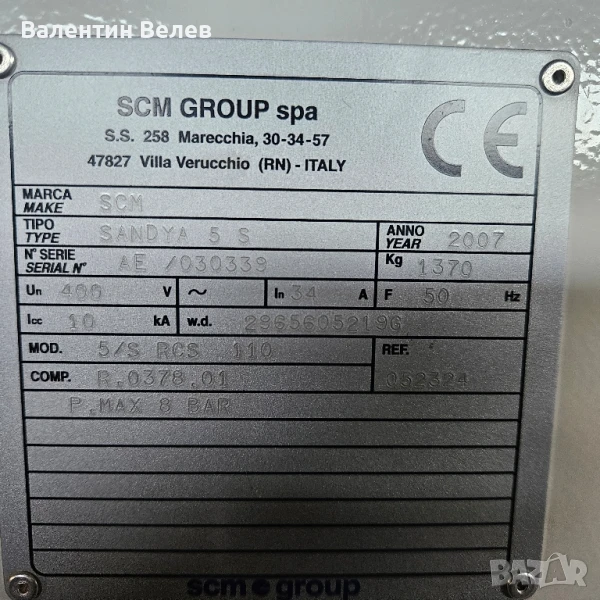 Валентин Велев
SCM GROUP spa
S.S. 258 Marecchia, 30-34-57
47827 Villa Verucchio (RN) - ITALY
CE
MARCA
MAKE SCM
TIPO
TYPE SANDYA 5 S
ANNO
YEAR 2007
N° SERIE
SERIAL N° AE /030339
Kg 1370
Un 400 V ~ In 34 A F 50 Hz
Icc 10 kA w.d. 2965605219G
MOD. 5/S RCS 110 REF.
COMP. R.0378.01 052324
P.MAX 8 BAR
scm group
BAZAR